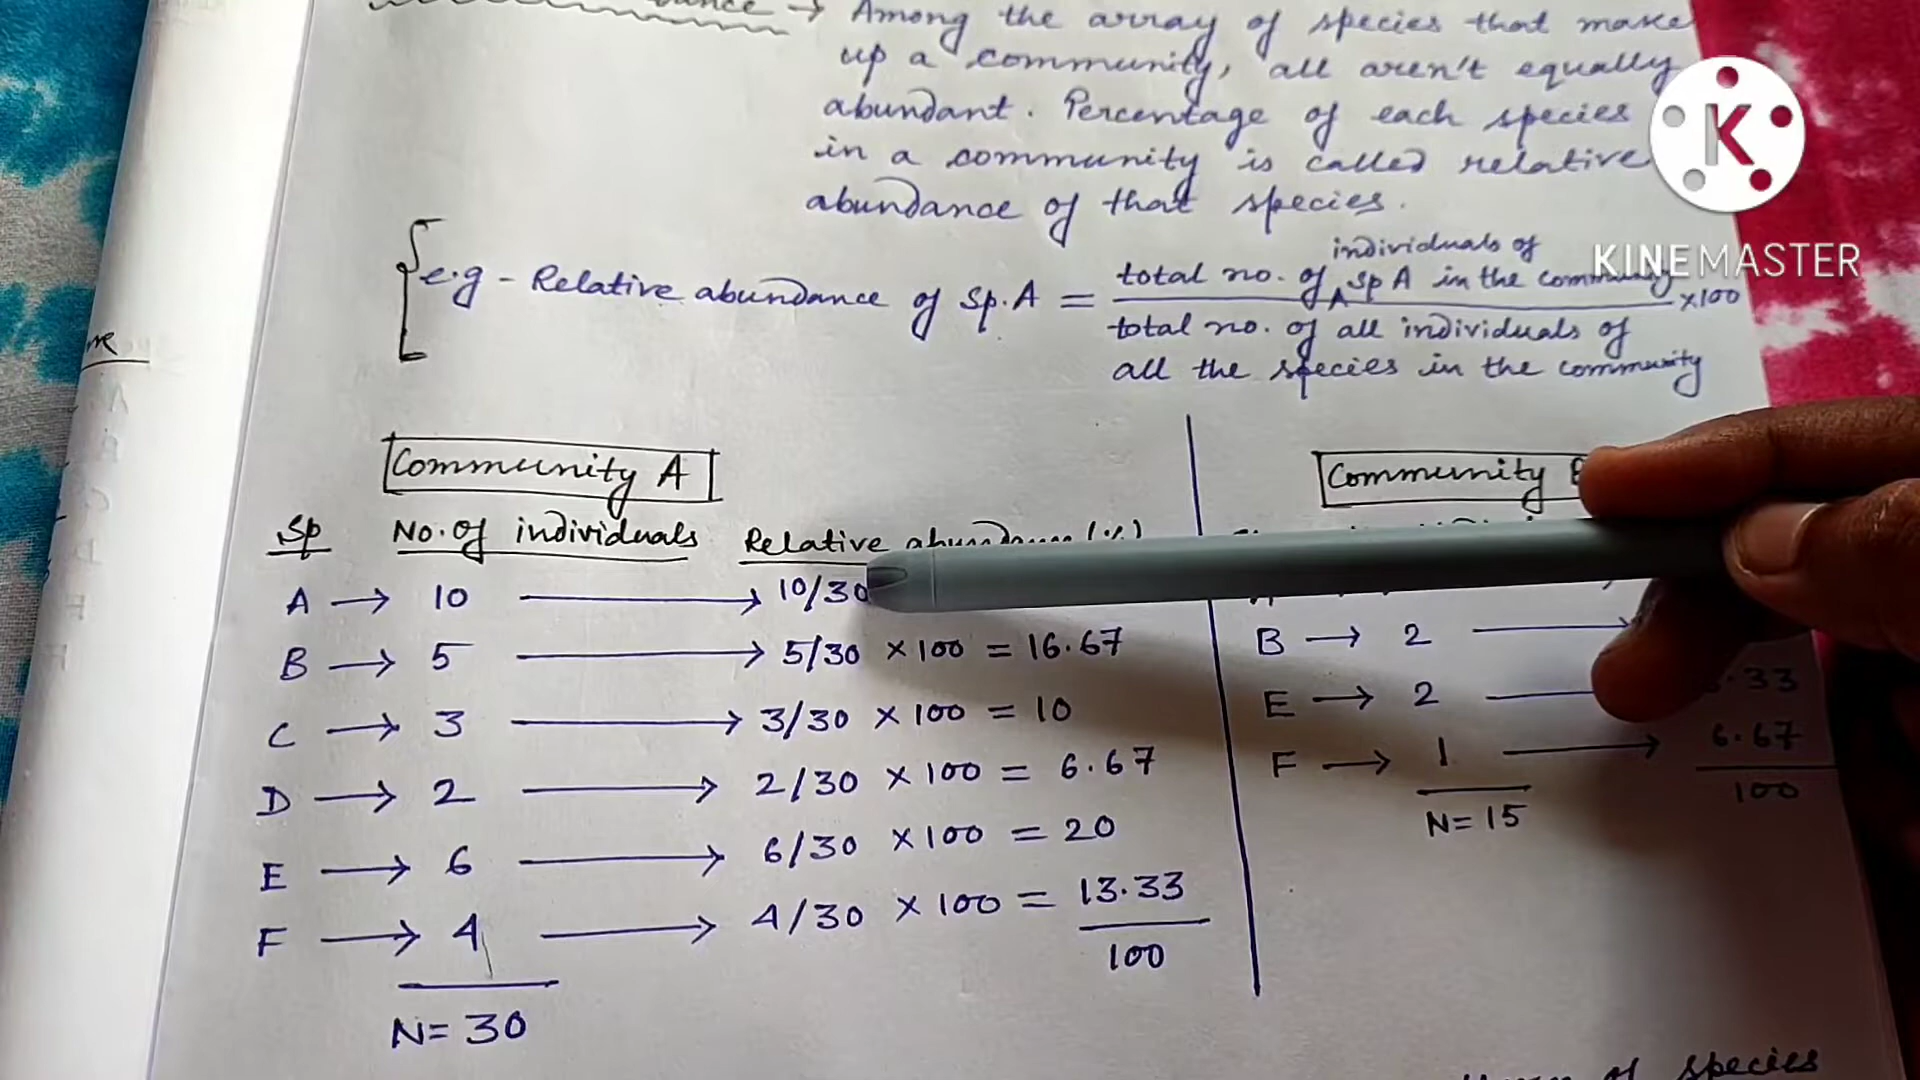 → Among the array of species that make
up a community, all aren't equally
abundant. Percentage of each species
in a community is called relative
abundance of that species.
K
KINEMASTER
individuals of
e.g - Relative abundance of sp. A = total no. of ^ sp A in the community ×100
total no. of all individuals of
all the species in the community
Community A
Sp No. of individuals Relative abundance (%)
A → 10 → 10/30
B → 5 → 5/30 × 100 = 16.67
C → 3 → 3/30 × 100 = 10
D → 2 → 2/30 × 100 = 6.67
E → 6 → 6/30 × 100 = 20
F → 4 → 4/30 × 100 = 13.33
100
N = 30
Community
B → 2 →
E → 2
F → 1 → 6.67
100
N = 15
of species